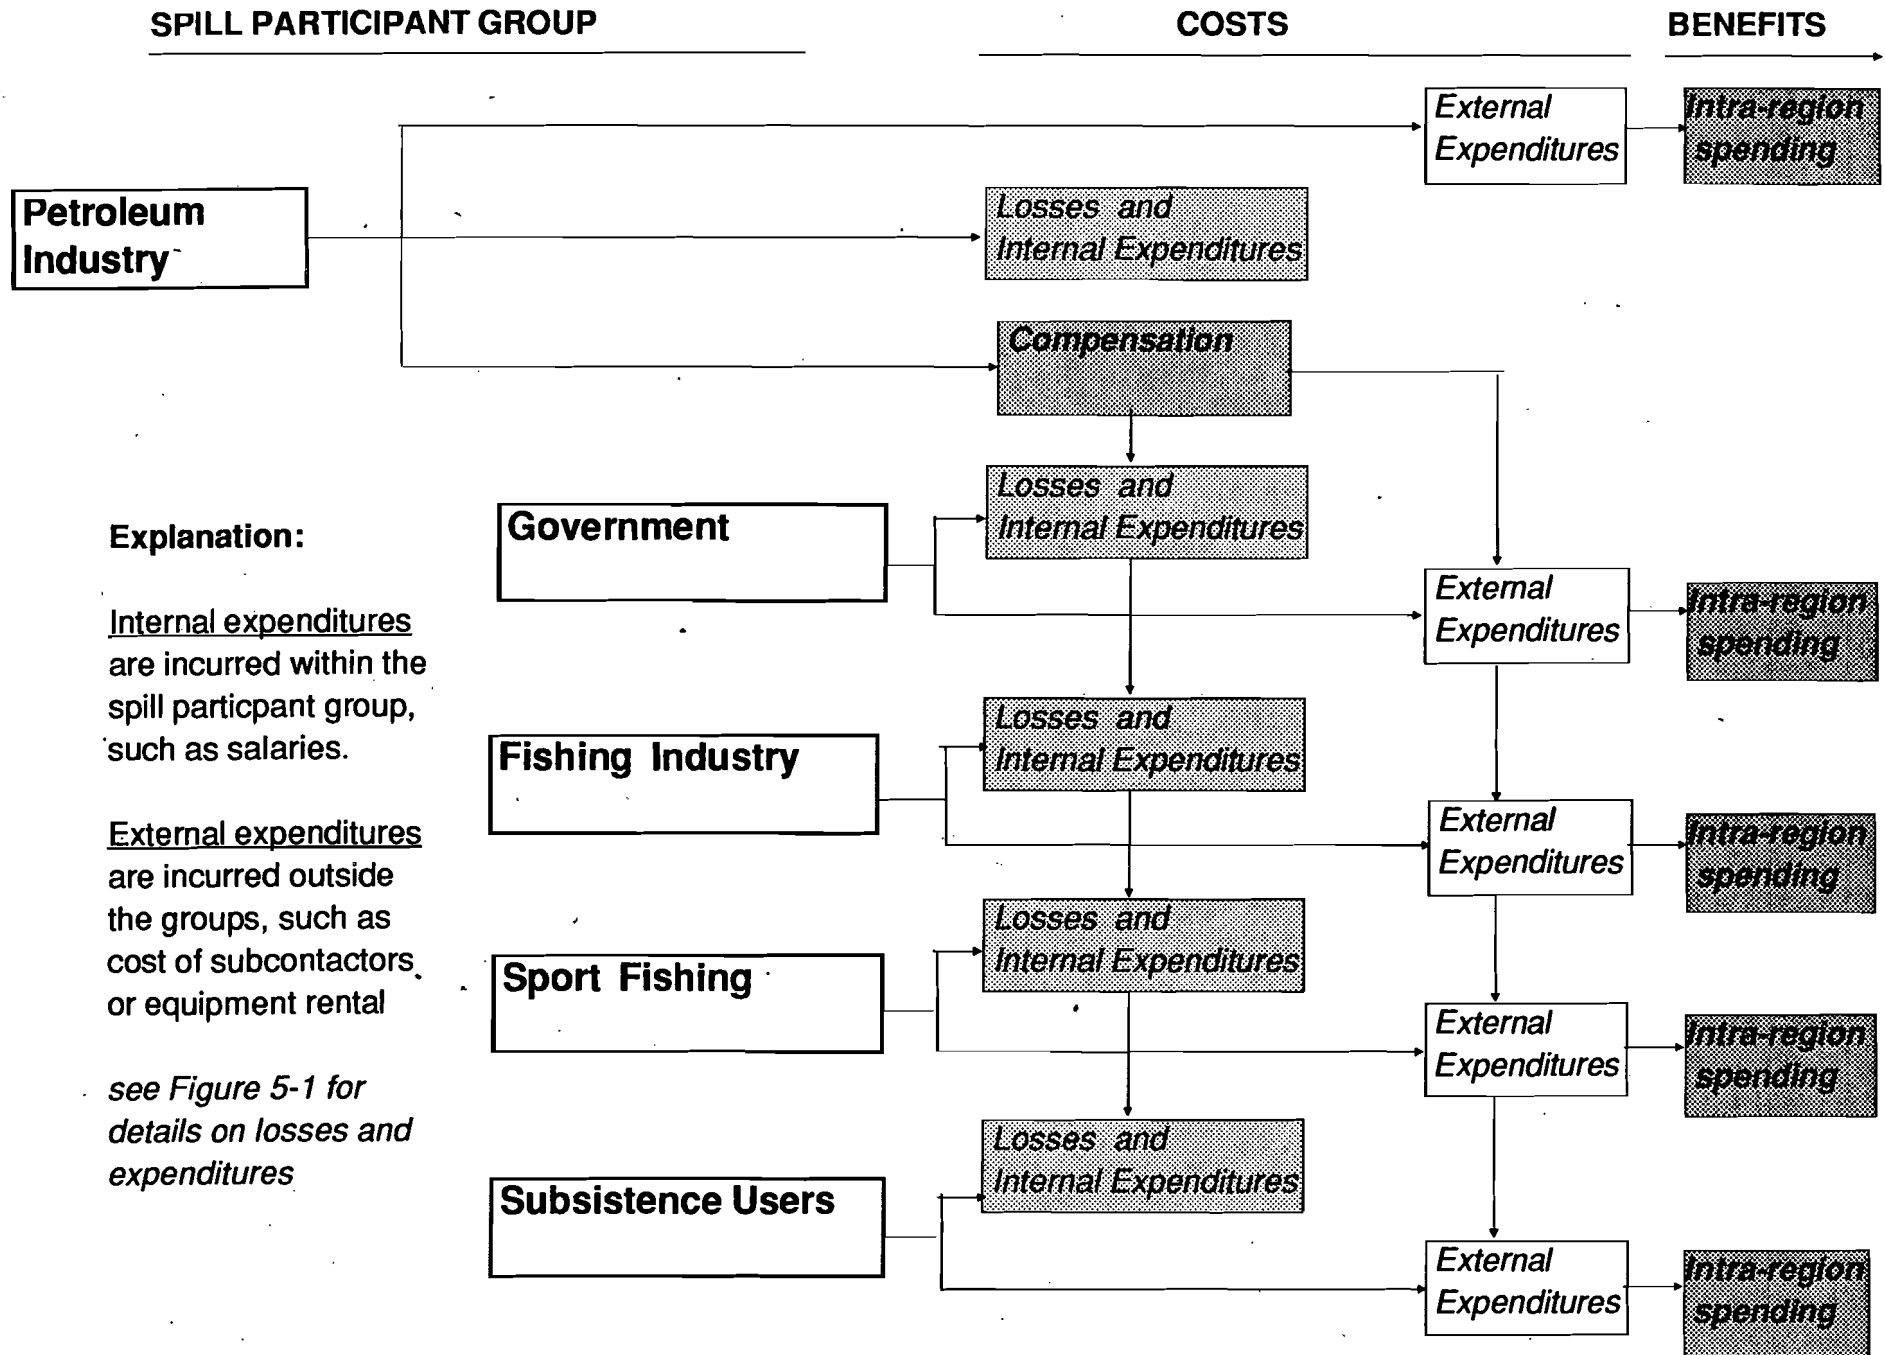 SPILL PARTICIPANT GROUP
COSTS
BENEFITS
External
Expenditures
Intra-region
spending
Petroleum
Industry
Losses and
Internal Expenditures
Compensation
Losses and
Internal Expenditures
Government
External
Expenditures
Intra-region
spending
Explanation:
Internal expenditures
are incurred within the
spill particpant group,
such as salaries.
External expenditures
are incurred outside
the groups, such as
cost of subcontactors
or equipment rental
see Figure 5-1 for
details on losses and
expenditures
Losses and
Internal Expenditures
Fishing Industry
External
Expenditures
Intra-region
spending
Losses and
Internal Expenditures
Sport Fishing
External
Expenditures
Intra-region
spending
Losses and
Internal Expenditures
Subsistence Users
External
Expenditures
Intra-region
spending